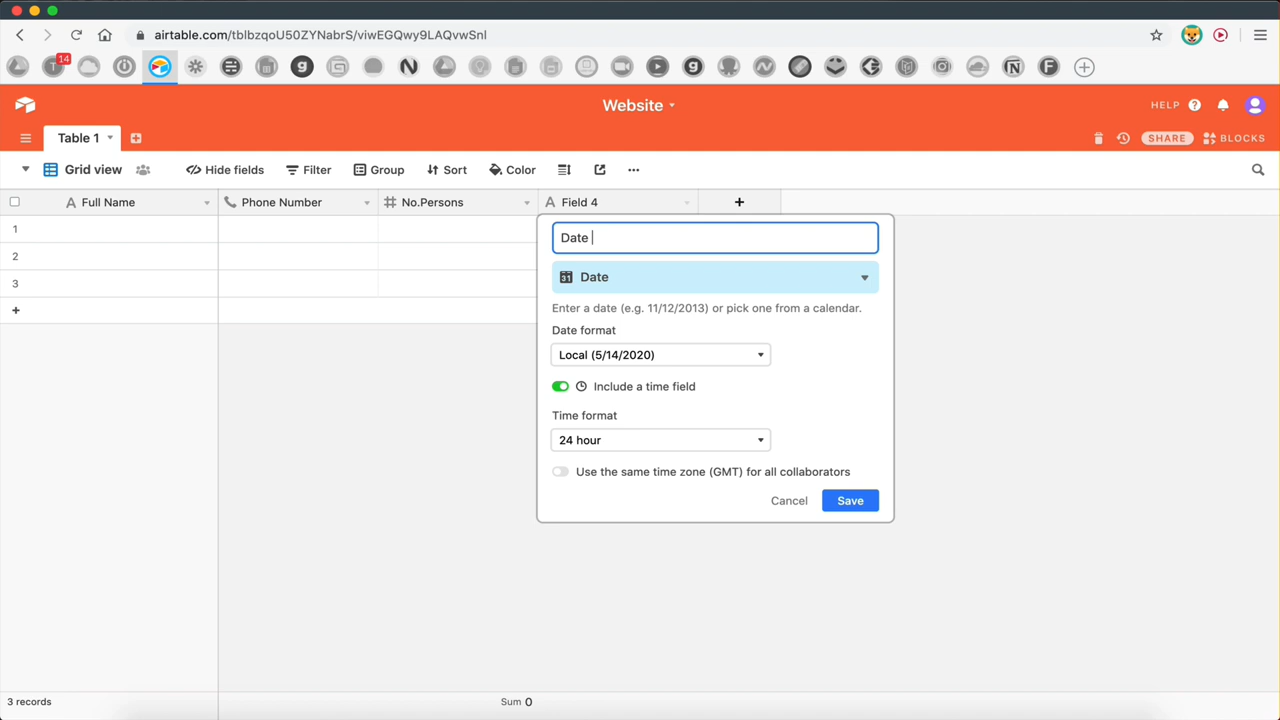 airtable.com/tblbzqoU50ZYNabrS/viwEGQwy9LAQvwSnl
14
Website
HELP
Table 1
SHARE
BLOCKS
Grid view
Hide fields
Filter
Group
Sort
Color
Full Name
Phone Number
No.Persons
Field 4
1
2
3
Date
31 Date
Enter a date (e.g. 11/12/2013) or pick one from a calendar.
Date format
Local (5/14/2020)
Include a time field
Time format
24 hour
Use the same time zone (GMT) for all collaborators
Cancel
Save
3 records
Sum 0